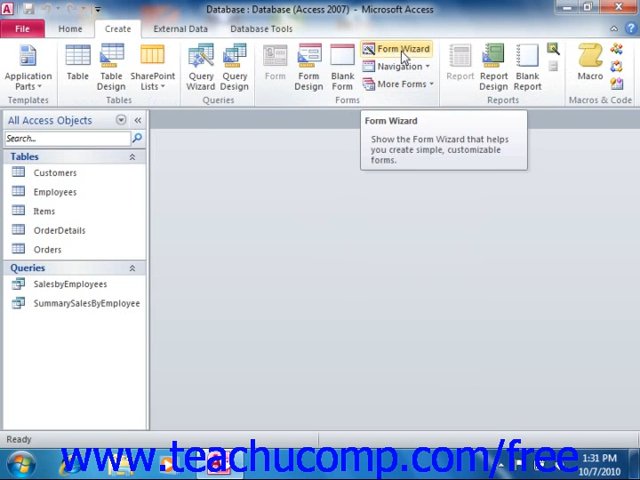 Database : Database (Access 2007) - Microsoft Access
File Home Create External Data Database Tools
Application Parts
Table
Table Design
SharePoint Lists
Query Wizard
Query Design
Form
Form Design
Blank Form
Form Wizard
Navigation
More Forms
Report
Report Design
Blank Report
Macro
Templates Tables Queries Forms Reports Macros & Code
All Access Objects
Search...
Tables
Customers
Employees
Items
OrderDetails
Orders
Queries
SalesbyEmployees
SummarySalesByEmployee
Form Wizard
Show the Form Wizard that helps
you create simple, customizable
forms.
Ready
www.teachucomp.com/free
1:31 PM
10/7/2010